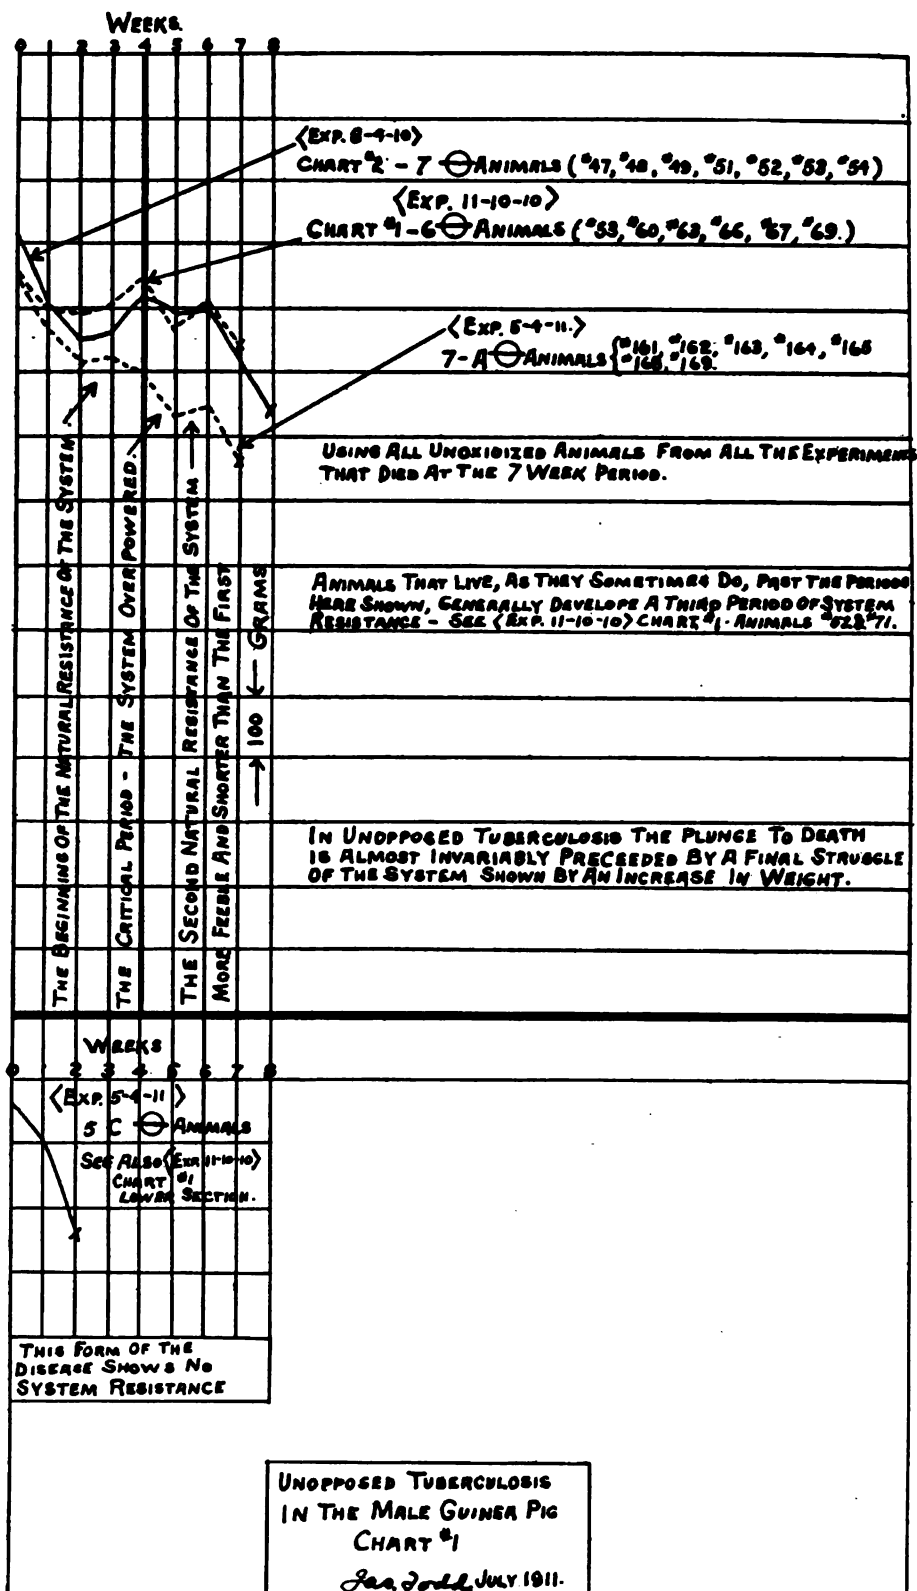 WEEKS.
0 1 2 3 4 5 6 7 8
<EXP. 8-4-10>
CHART #2 - 7 ANIMALS (#47, #48, #49, #51, #52, #53, #54)
<EXP. 11-10-10>
CHART #1-6 ANIMALS (#53, #60, #63, #66, #67, #69.)
<EXP. 5-4-11.>
7-A ANIMALS {#161, #162, #163, #164, #165
#169.
USING ALL UNOXIDIZED ANIMALS FROM ALL THE EXPERIMENTS
THAT DIED AT THE 7 WEEK PERIOD.
ANIMALS THAT LIVE, AS THEY SOMETIMES DO, PAST THE PERIODS
HERE SHOWN, GENERALLY DEVELOPE A THIRD PERIOD OF SYSTEM
RESISTANCE - SEE <EXP. 11-10-10> CHART #1. ANIMALS
THE BEGINNING OF THE NATURAL RESISTANCE OF THE SYSTEM
THE CRITICAL PERIOD - THE SYSTEM OVER POWERED
THE SECOND NATURAL RESISTANCE OF THE SYSTEM
MORE FEEBLE AND SHORTER THAN THE FIRST
100 GRAMS
IN UNOPPOSED TUBERCULOSIS THE PLUNGE TO DEATH
IS ALMOST INVARIABLY PRECEEDED BY A FINAL STRUGGLE
OF THE SYSTEM SHOWN BY AN INCREASE IN WEIGHT.
WEEKS
0 1 2 3 4 5 6 7 8
<EXP. 5-4-11>
5 C ANIMALS
SEE ALSO <EXP. 11-10-10>
CHART #1
LOWER SECTION.
THIS FORM OF THE
DISEASE SHOWS NO
SYSTEM RESISTANCE
UNOPPOSED TUBERCULOSIS
IN THE MALE GUINEA PIG
CHART #1
Jas. Todd, JULY 1911.